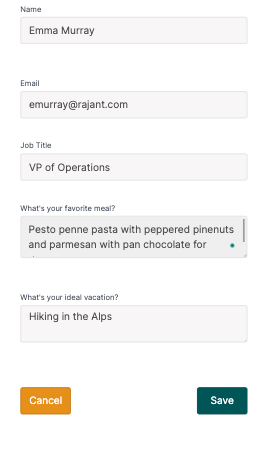 Name
Emma Murray
Email
emurray@rajant.com
Job Title
VP of Operations
What's your favorite meal?
Pesto penne pasta with peppered pinenuts
and parmesan with pan chocolate for
What's your ideal vacation?
Hiking in the Alps
Cancel
Save